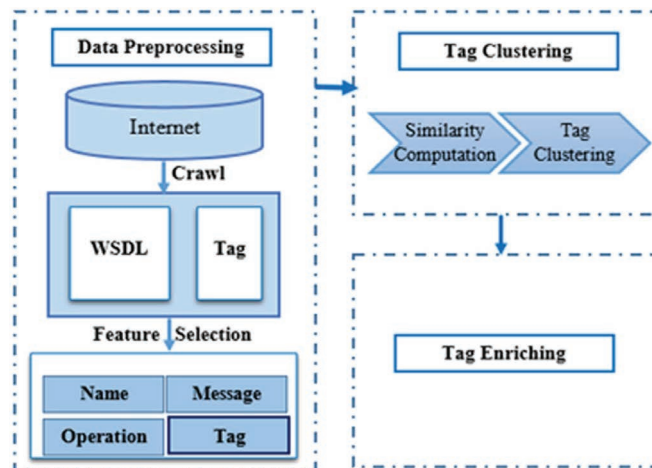 Data Preprocessing
Internet
Crawl
WSDL
Tag
Feature Selection
Name
Message
Operation
Tag
Tag Clustering
Similarity
Computation
Tag
Clustering
Tag Enriching